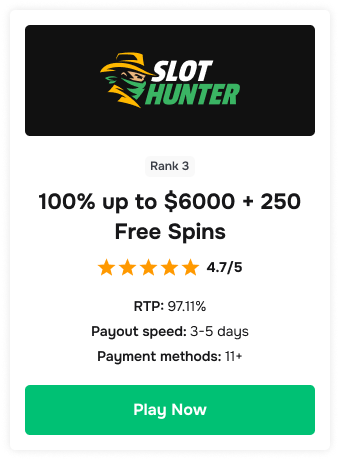 SLOT
HUNTER
Rank 3
100% up to $6000 + 250
Free Spins
4.7/5
RTP: 97.11%
Payout speed: 3-5 days
Payment methods: 11+
Play Now